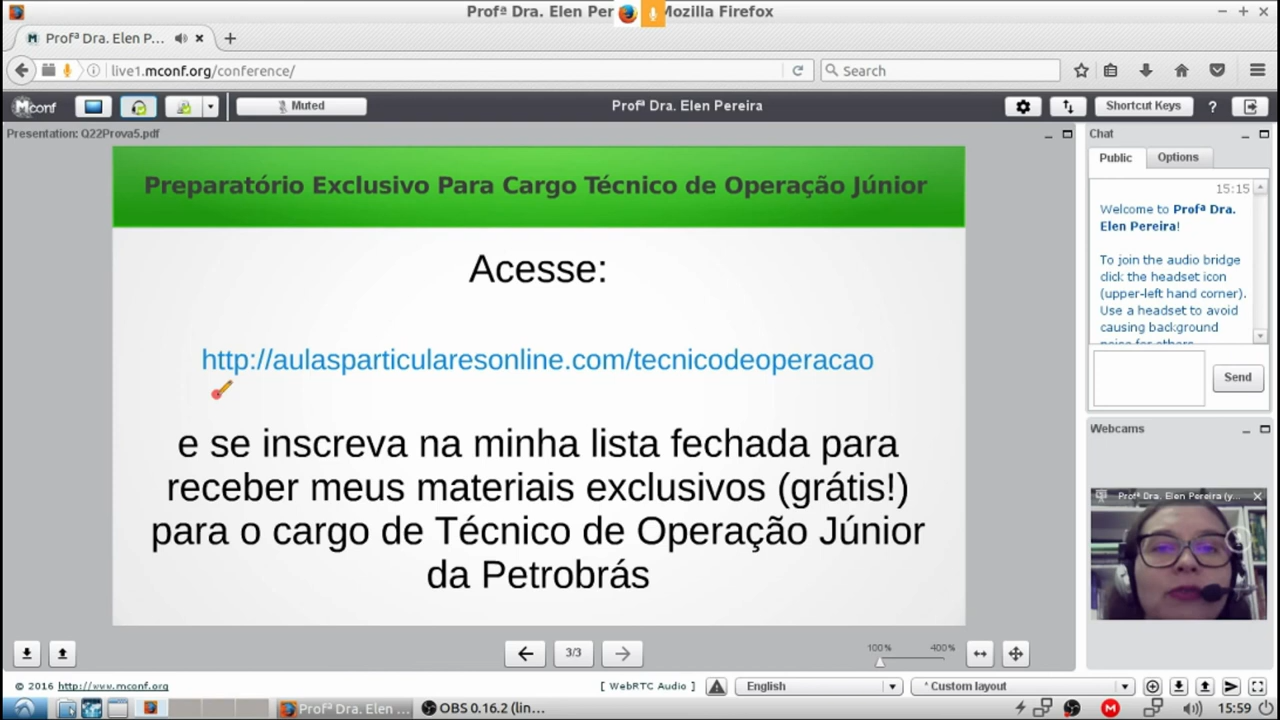 Profª Dra. Elen Per
Mozilla Firefox
Profª Dra. Elen P...
live1.mconf.org/conference/
Search
Mconf
Muted
Profª Dra. Elen Pereira
Shortcut Keys
?
Presentation: Q22Prova5.pdf
Preparatório Exclusivo Para Cargo Técnico de Operação Júnior
Acesse:
http://aulasparticularesonline.com/tecnicodeoperacao
e se inscreva na minha lista fechada para
receber meus materiais exclusivos (grátis!)
para o cargo de Técnico de Operação Júnior
da Petrobrás
3/3
100%
400%
Chat
Public
Options
15:15
Welcome to Profª Dra.
Elen Pereira!
To join the audio bridge
click the headset icon
(upper-left hand corner).
Use a headset to avoid
causing background
Send
Webcams
Profª Dra. Elen Pereira (y...
© 2016 http://www.mconf.org
[ WebRTC Audio ]
English
* Custom layout
Profª Dra. Elen ...
OBS 0.16.2 (lin...
15:59